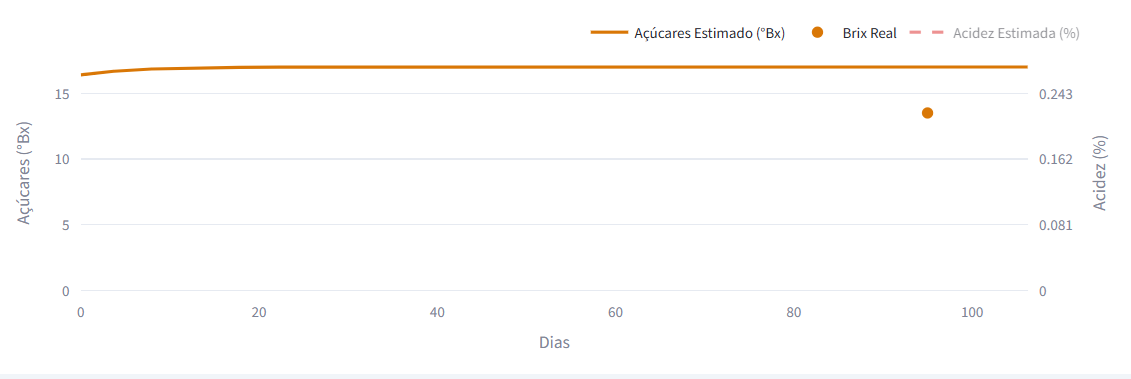 Açúcares Estimado (°Bx) Brix Real Acidez Estimada (%)
15 0.243
10 0.162
5 0.081
0 0
Açúcares (°Bx)
Acidez (%)
0 20 40 60 80 100
Dias